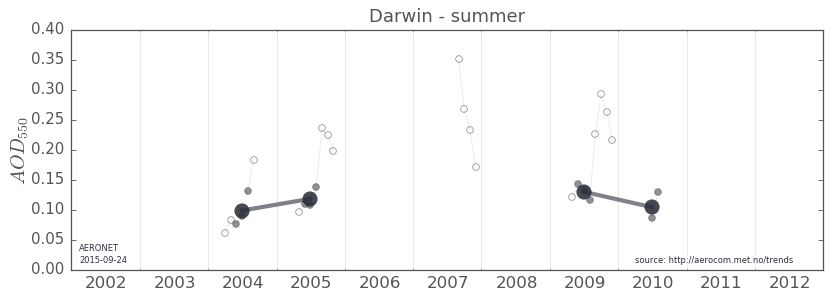 Darwin - summer
0.40
0.35
0.30
0.25
0.20
0.15
0.10
0.05
0.00
AOD550
AERONET
2015-09-24
source: http://aerocom.met.no/trends
2002 2003 2004 2005 2006 2007 2008 2009 2010 2011 2012